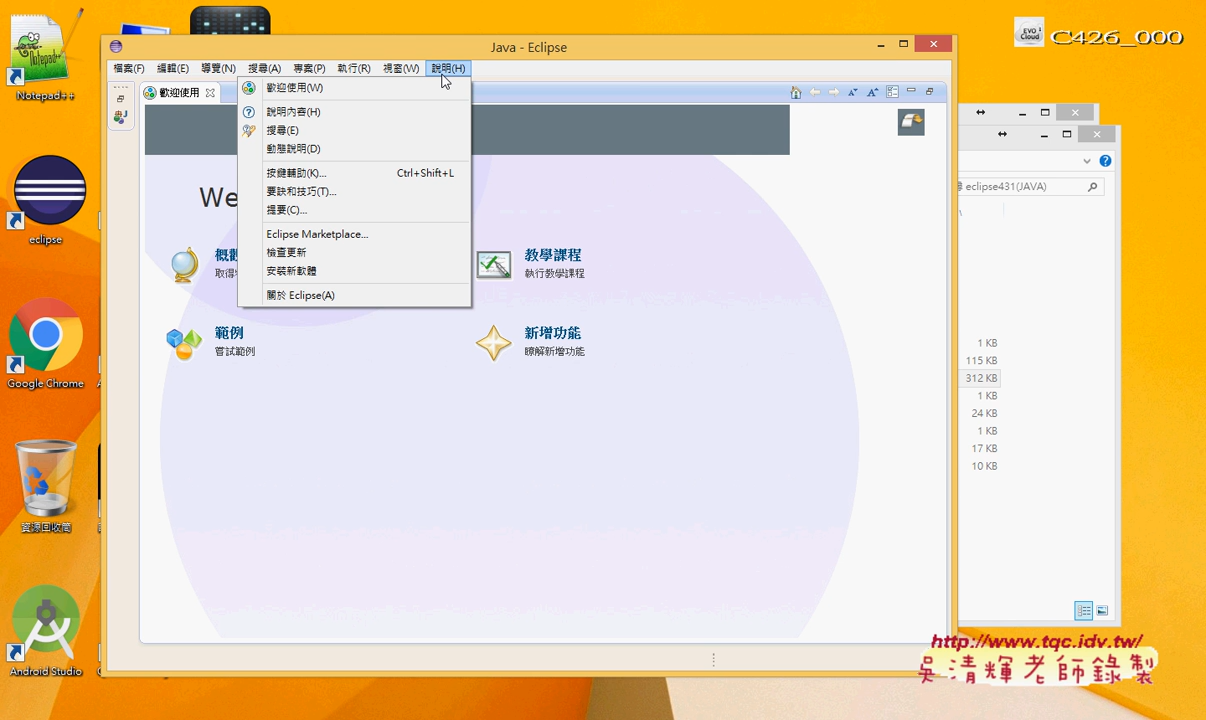 Java - Eclipse
EVO Cloud
C426_000
檔案(F) 編輯(E) 導覽(N) 搜尋(A) 專案(P) 執行(R) 視窗(W) 說明(H)
歡迎使用
歡迎使用(W)
說明內容(H)
搜尋(E)
動態說明(D)
按鍵輔助(K)... Ctrl+Shift+L
要訣和技巧(T)...
提要(C)...
Eclipse Marketplace...
檢查更新
安裝新軟體
關於 Eclipse(A)
We
教學課程
執行教學課程
範例
嘗試範例
新增功能
瞭解新增功能
eclipse431(JAVA)
1 KB
115 KB
312 KB
1 KB
24 KB
1 KB
17 KB
10 KB
Notepad++
eclipse
Google Chrome
資源回收筒
Android Studio
http://www.tqc.idv.tw/
吳清輝老師錄製